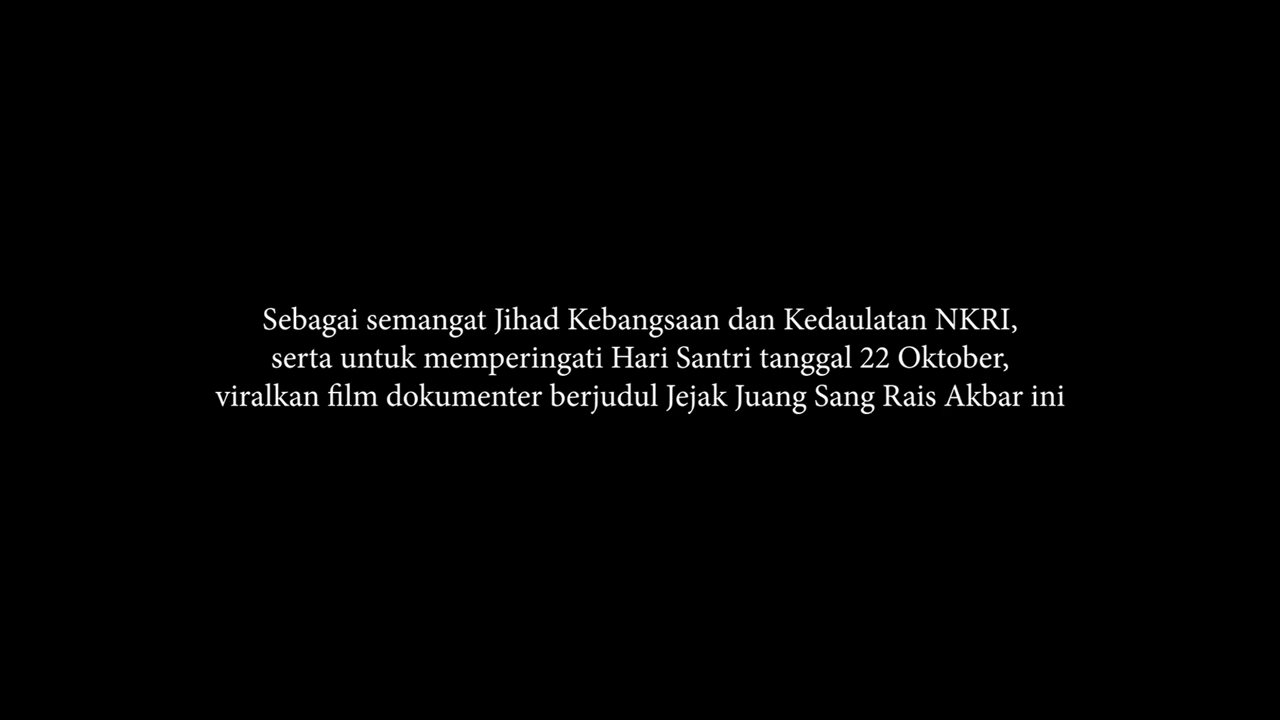 Sebagai semangat Jihad Kebangsaan dan Kedaulatan NKRI,
serta untuk memperingati Hari Santri tanggal 22 Oktober,
viralkan film dokumenter berjudul Jejak Juang Sang Rais Akbar ini